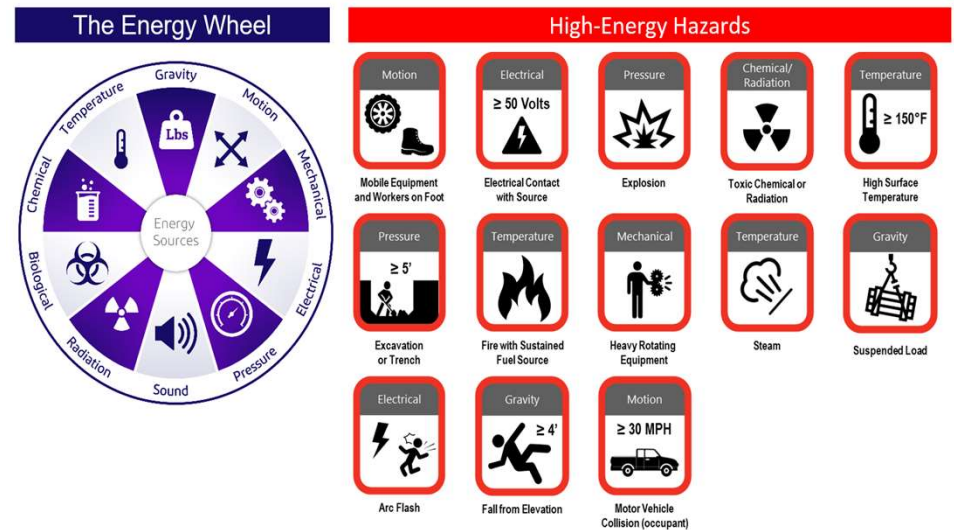 The Energy Wheel
Gravity
Motion
Mechanical
Electrical
Pressure
Sound
Radiation
Biological
Chemical
Temperature
Lbs
Energy
Sources
High-Energy Hazards
Motion
Mobile Equipment
and Workers on Foot
Electrical
≥ 50 Volts
Electrical Contact
with Source
Pressure
Explosion
Chemical/
Radiation
Toxic Chemical or
Radiation
Temperature
≥ 150°F
High Surface
Temperature
Pressure
≥ 5'
Excavation
or Trench
Temperature
Fire with Sustained
Fuel Source
Mechanical
Heavy Rotating
Equipment
Temperature
Steam
Gravity
Suspended Load
Electrical
Arc Flash
Gravity
≥ 4'
Fall from Elevation
Motion
≥ 30 MPH
Motor Vehicle
Collision (occupant)